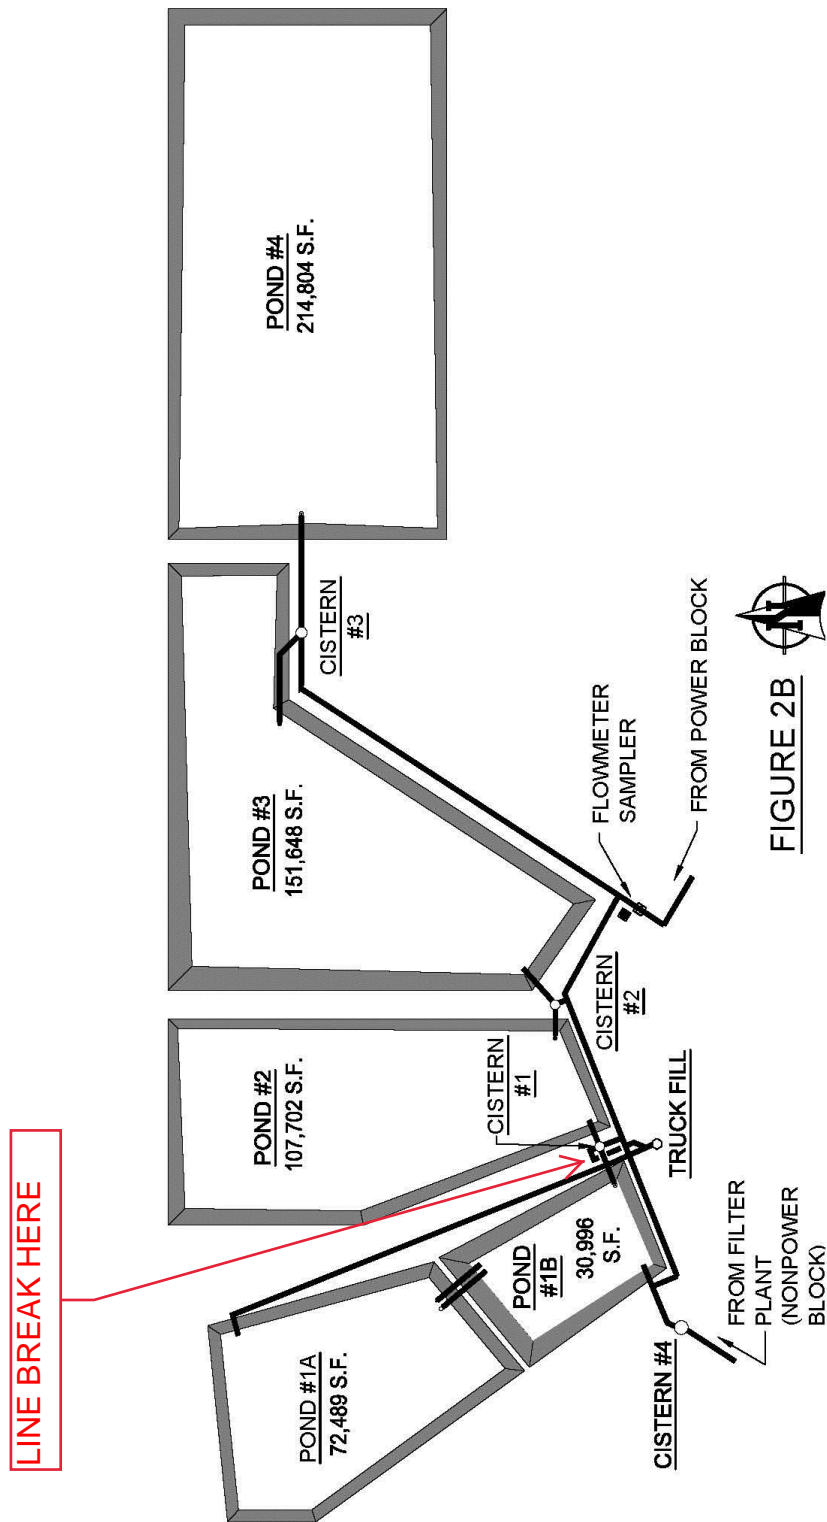 LINE BREAK HERE
POND #1A
72,489 S.F.
POND
#1B
30,996
S.F.
POND #2
107,702 S.F.
POND #3
151,648 S.F.
POND #4
214,804 S.F.
CISTERN
#1
CISTERN
#2
CISTERN
#3
CISTERN #4
TRUCK FILL
FLOWMETER
SAMPLER
FROM POWER BLOCK
FROM FILTER
PLANT
(NONPOWER
BLOCK)
N
FIGURE 2B